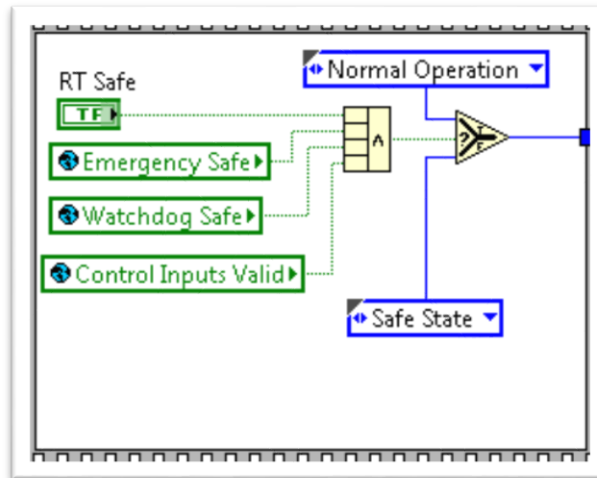 Normal Operation
RT Safe
TF
Emergency Safe
Watchdog Safe
Control Inputs Valid
Safe State
∧
?
T
F